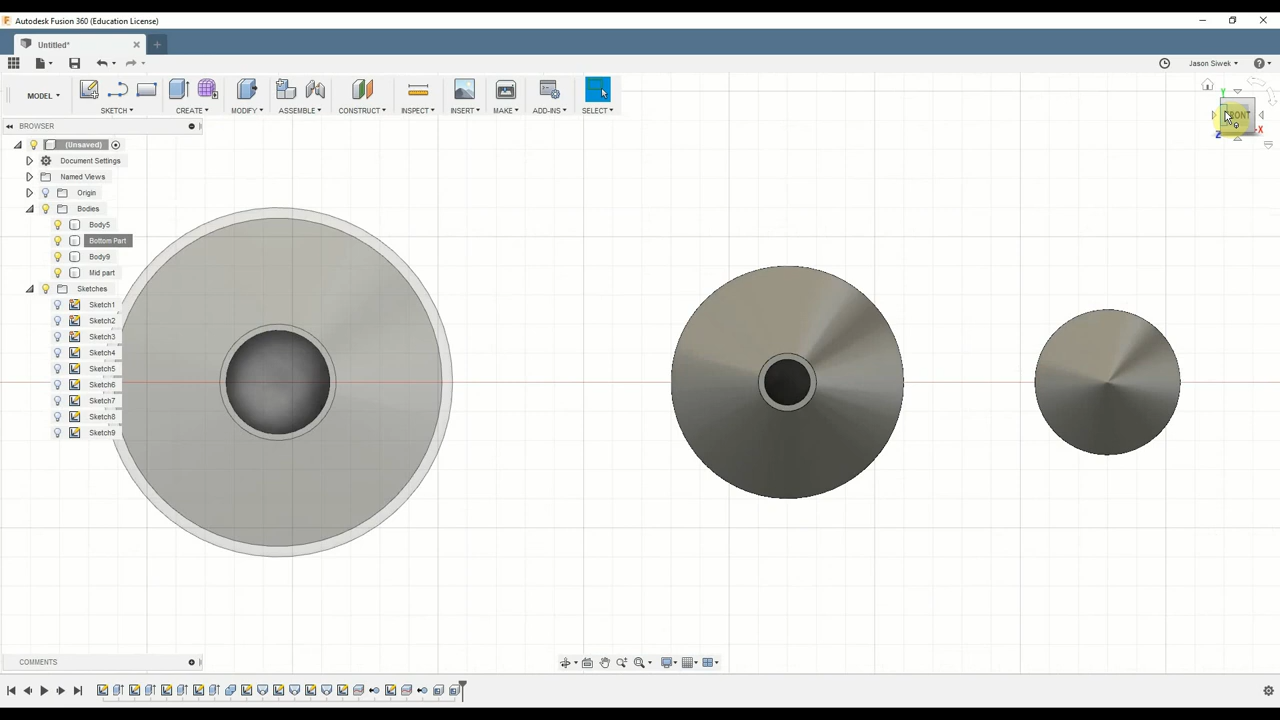 Autodesk Fusion 360 (Education License)
Untitled*
Jason Siwek
MODEL
SKETCH
CREATE
MODIFY
ASSEMBLE
CONSTRUCT
INSPECT
INSERT
MAKE
ADD-INS
SELECT
BROWSER
(Unsaved)
Document Settings
Named Views
Origin
Bodies
Body5
Bottom Part
Body9
Mid part
Sketches
Sketch1
Sketch2
Sketch3
Sketch4
Sketch5
Sketch6
Sketch7
Sketch8
Sketch9
Y
FRONT
Z
X
COMMENTS